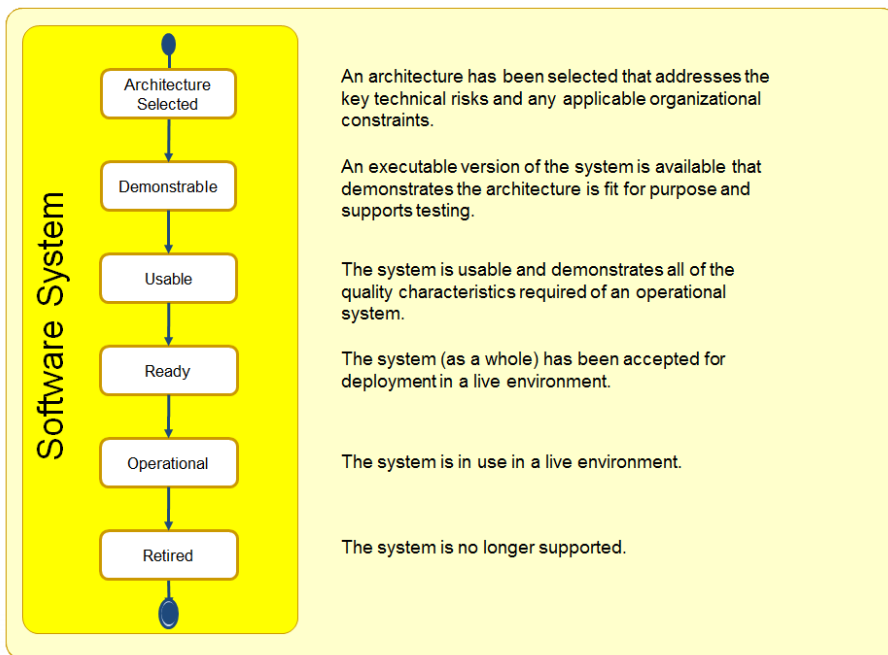 Software System
Architecture
Selected
An architecture has been selected that addresses the
key technical risks and any applicable organizational
constraints.
Demonstrable
An executable version of the system is available that
demonstrates the architecture is fit for purpose and
supports testing.
Usable
The system is usable and demonstrates all of the
quality characteristics required of an operational
system.
Ready
The system (as a whole) has been accepted for
deployment in a live environment.
Operational
The system is in use in a live environment.
Retired
The system is no longer supported.